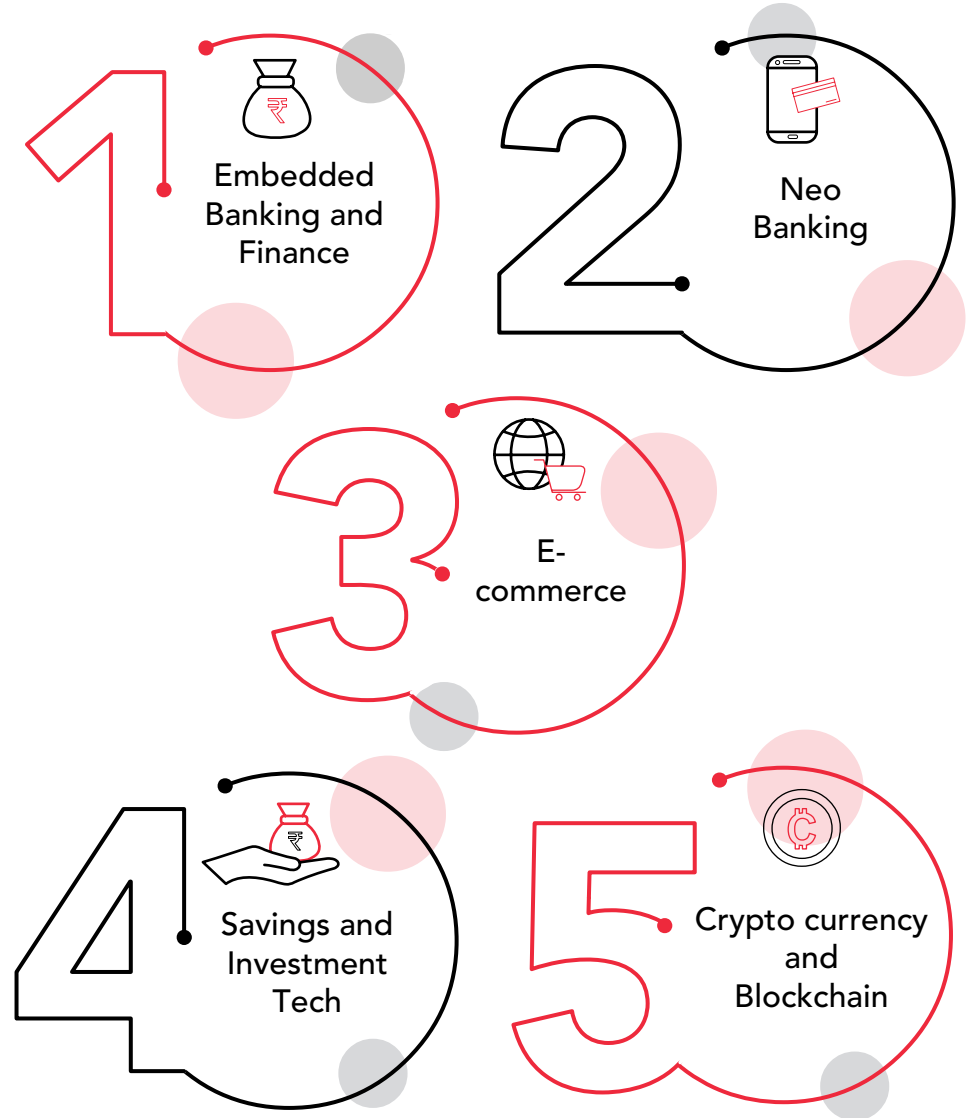 1
Embedded
Banking and
Finance
₹
2
Neo
Banking
3
E-
commerce
4
₹
Savings and
Investment
Tech
5
Crypto currency
and
Blockchain